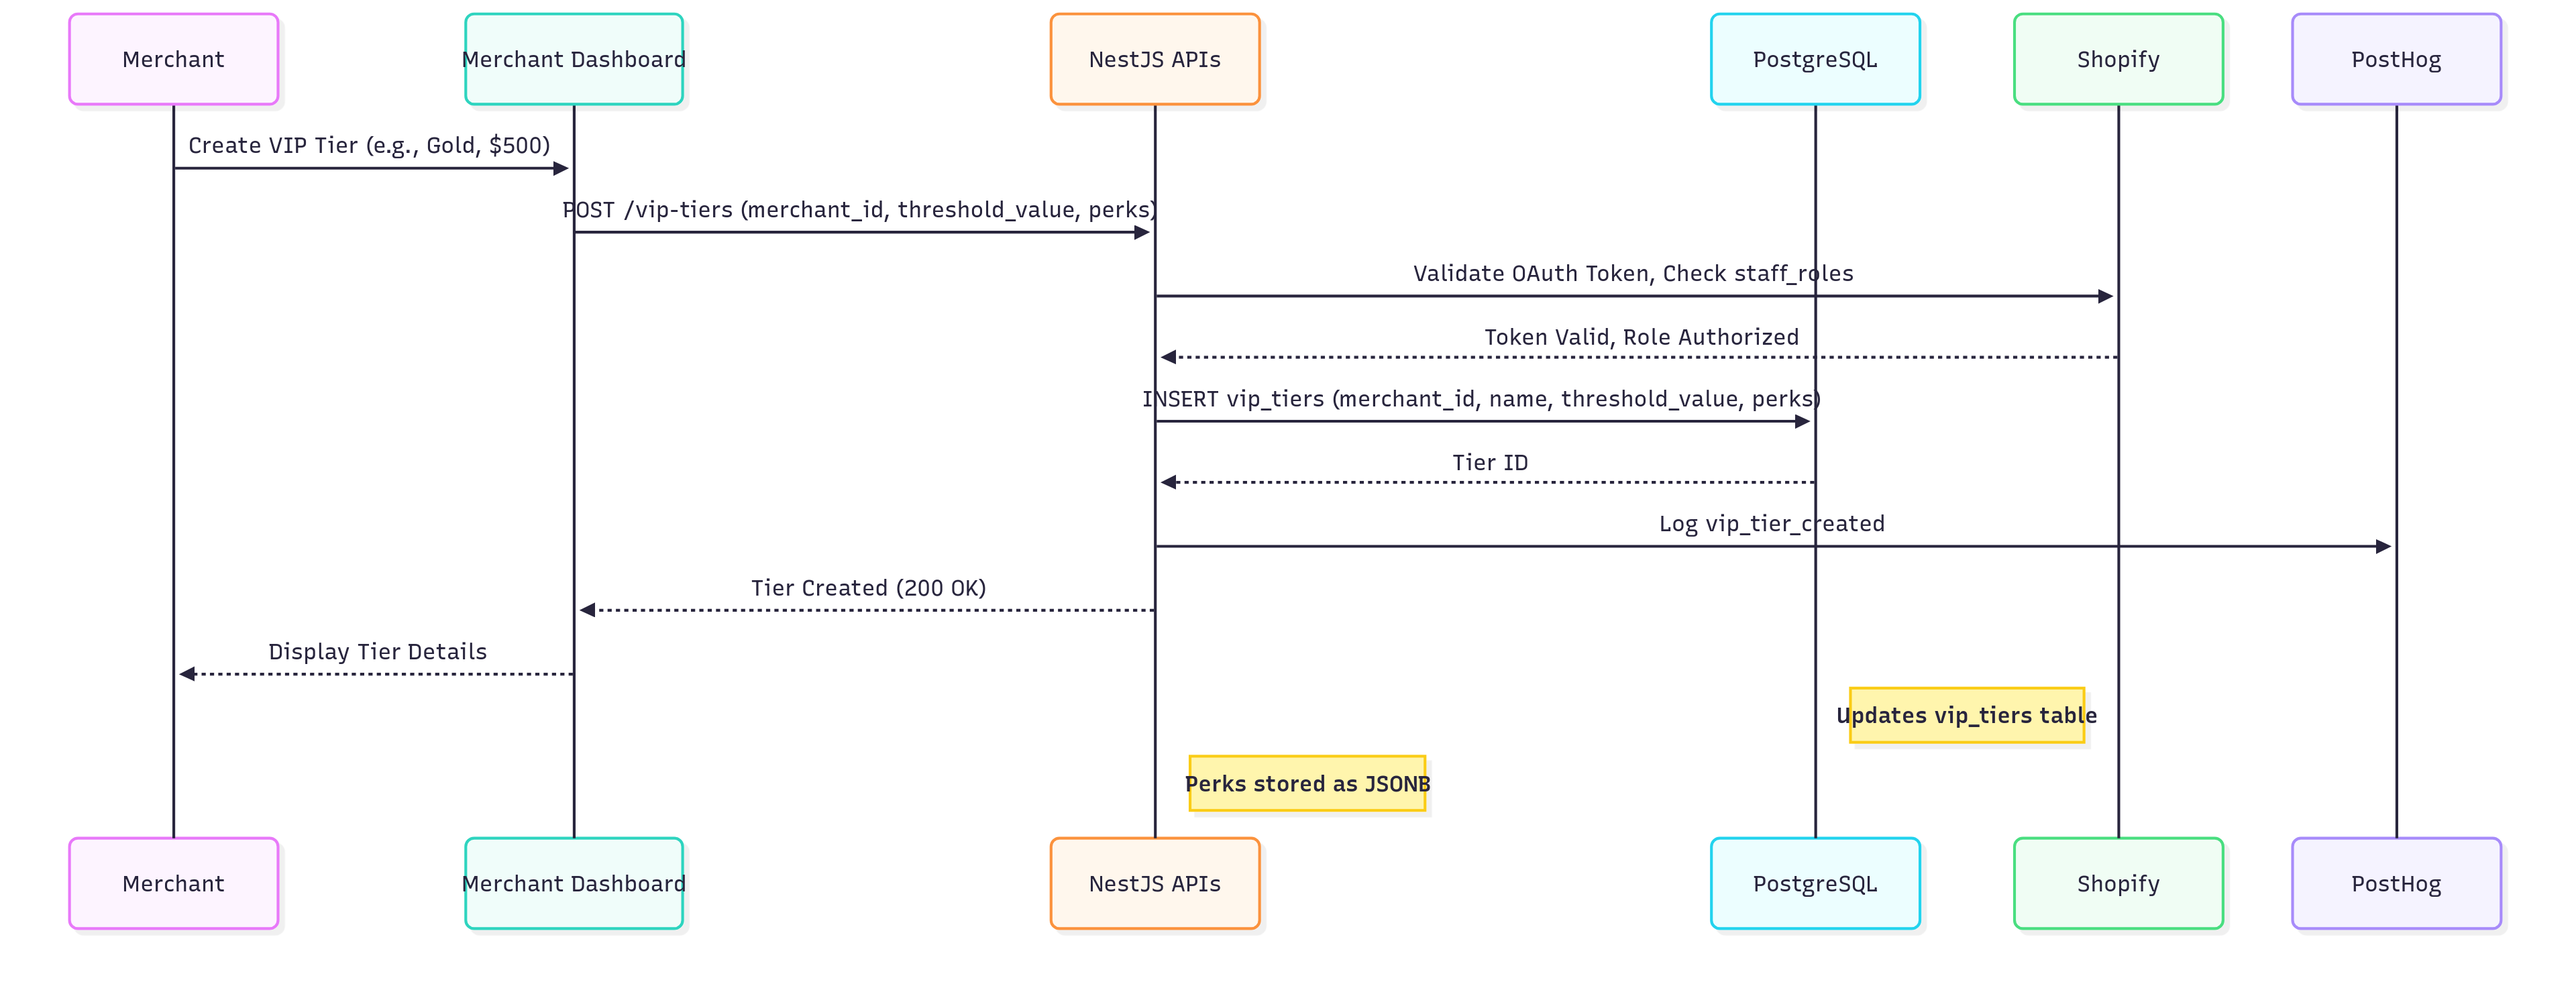 Merchant
Merchant Dashboard
NestJS APIs
PostgreSQL
Shopify
PostHog
Create VIP Tier (e.g., Gold, $500)
POST /vip-tiers (merchant_id, threshold_value, perks)
Validate OAuth Token, Check staff_roles
Token Valid, Role Authorized
INSERT vip_tiers (merchant_id, name, threshold_value, perks)
Tier ID
Log vip_tier_created
Tier Created (200 OK)
Display Tier Details
Updates vip_tiers table
Perks stored as JSONB
Merchant
Merchant Dashboard
NestJS APIs
PostgreSQL
Shopify
PostHog